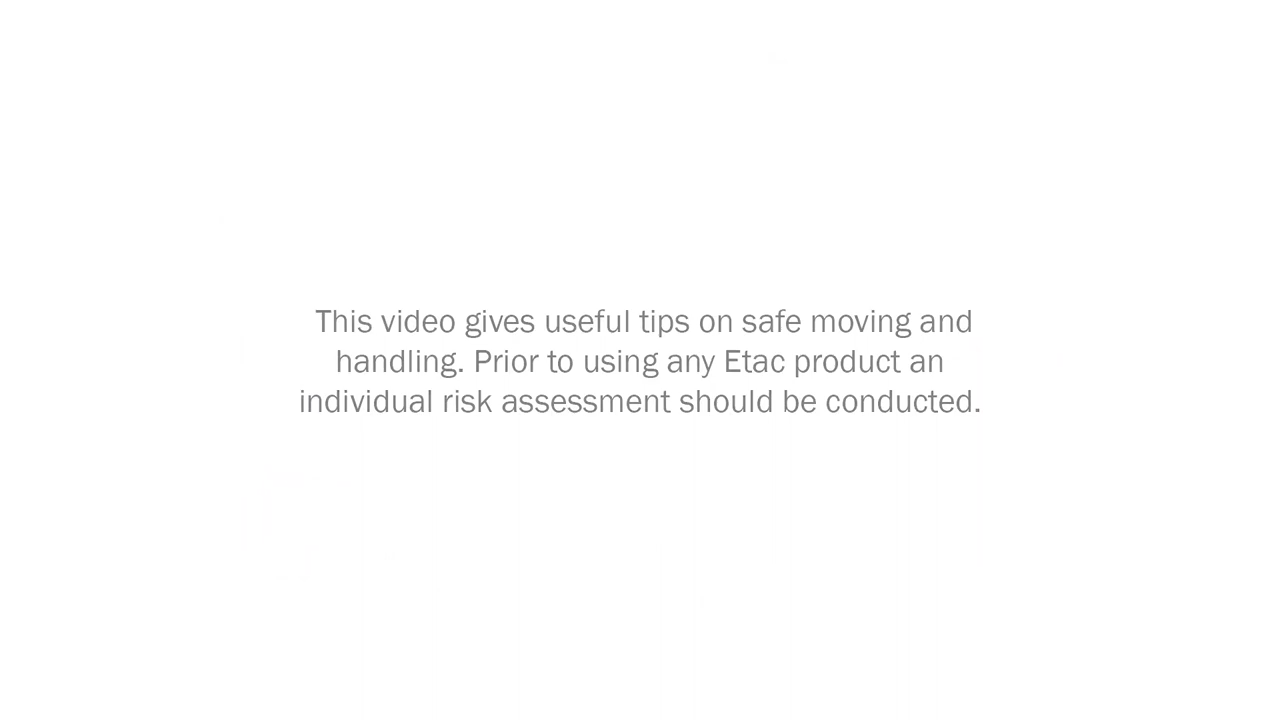 This video gives useful tips on safe moving and
handling. Prior to using any Etac product an
individual risk assessment should be conducted.